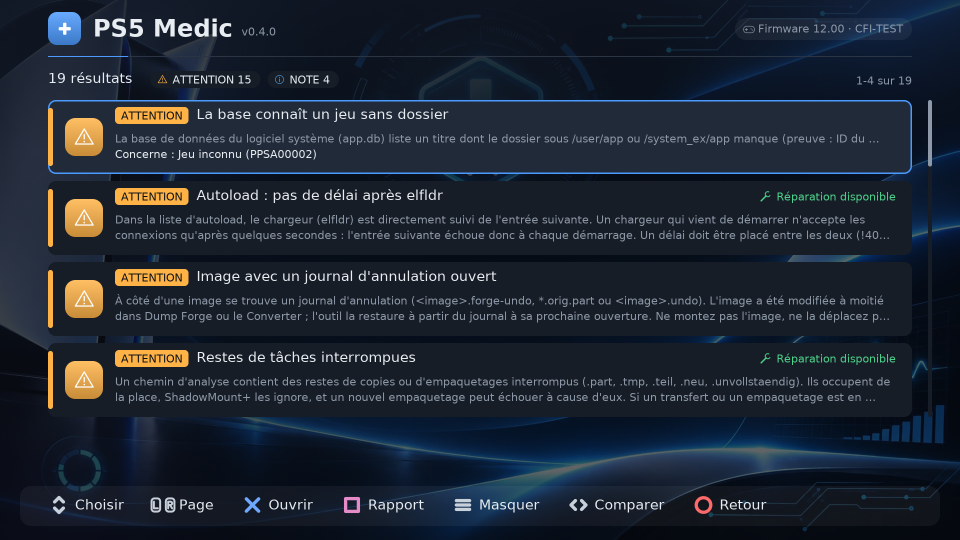 PS5 Medic v0.4.0
Firmware 12.00 · CFI-TEST
19 résultats
ATTENTION 15
NOTE 4
1-4 sur 19
ATTENTION La base connaît un jeu sans dossier
La base de données du logiciel système (app.db) liste un titre dont le dossier sous /user/app ou /system_ex/app manque (preuve : ID du ...
Concerne : Jeu inconnu (PPSA00002)
ATTENTION Autoload : pas de délai après elfldr
Réparation disponible
Dans la liste d'autoload, le chargeur (elfldr) est directement suivi de l'entrée suivante. Un chargeur qui vient de démarrer n'accepte les
connexions qu'après quelques secondes : l'entrée suivante échoue donc à chaque démarrage. Un délai doit être placé entre les deux (!40...
ATTENTION Image avec un journal d'annulation ouvert
À côté d'une image se trouve un journal d'annulation (<image>.forge-undo, *.orig.part ou <image>.undo). L'image a été modifiée à moitié
dans Dump Forge ou le Converter ; l'outil la restaure à partir du journal à sa prochaine ouverture. Ne montez pas l'image, ne la déplacez p...
ATTENTION Restes de tâches interrompues
Réparation disponible
Un chemin d'analyse contient des restes de copies ou d'empaquetages interrompus (.part, .tmp, .teil, .neu, .unvollstaendig). Ils occupent de
la place, ShadowMount+ les ignore, et un nouvel empaquetage peut échouer à cause d'eux. Si un transfert ou un empaquetage est en ...
Choisir
L R Page
Ouvrir
Rapport
Masquer
Comparer
Retour